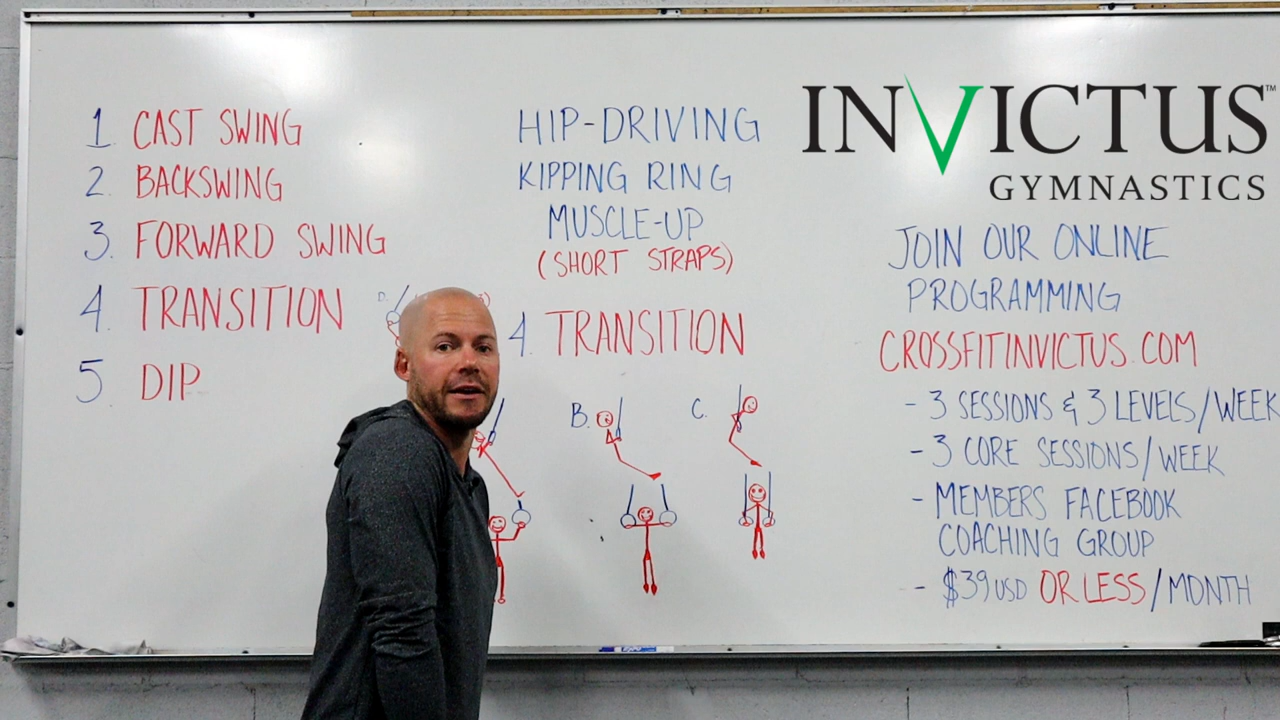 1. CAST SWING
2. BACKSWING
3. FORWARD SWING
4. TRANSITION
5 DIP
HIP-DRIVING
KIPPING RING
MUSCLE-UP
(SHORT STRAPS)
4. TRANSITION
B.
C.
INVICTUS™
GYMNASTICS
JOIN OUR ONLINE
PROGRAMMING
CROSSFITINVICTUS.COM
- 3 SESSIONS & 3 LEVELS/WEEK
- 3 CORE SESSIONS/WEEK
- MEMBERS FACEBOOK
COACHING GROUP
- $39USD OR LESS/MONTH